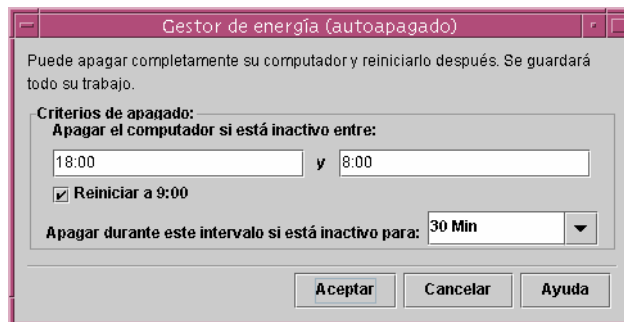 Gestor de energía (autoapagado)
Puede apagar completamente su computador y reiniciarlo después. Se guardará
todo su trabajo.
Criterios de apagado:
Apagar el computador si está inactivo entre:
18:00 y 8:00
Reiniciar a 9:00
Apagar durante este intervalo si está inactivo para: 30 Min
Aceptar Cancelar Ayuda